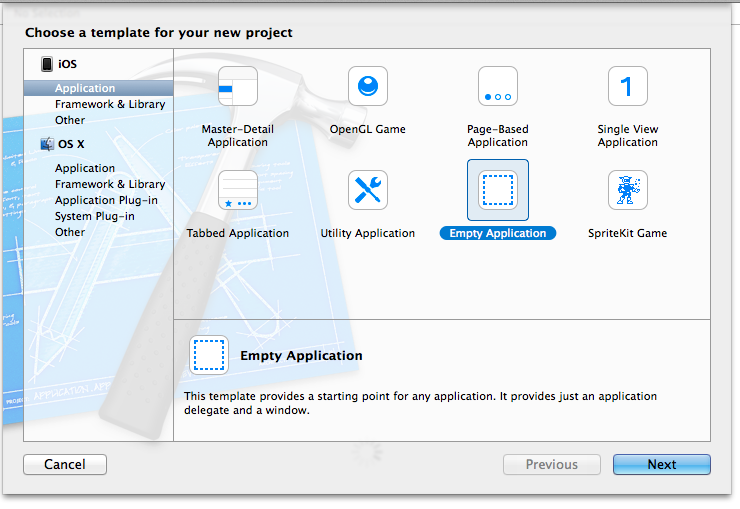 Choose a template for your new project
iOS
Application
Framework & Library
Other
OS X
Application
Framework & Library
Application Plug-in
System Plug-in
Other
Master-Detail
Application
OpenGL Game
Page-Based
Application
1
Single View
Application
Tabbed Application
Utility Application
Empty Application
SpriteKit Game
Empty Application
This template provides a starting point for any application. It provides just an application
delegate and a window.
Cancel
Previous
Next